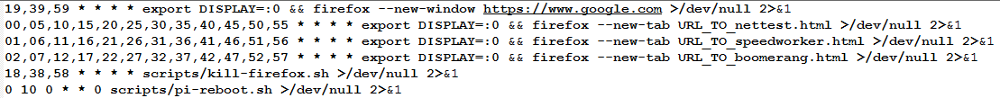 19,39,59 * * * * export DISPLAY=:0 && firefox --new-window https://www.google.com >/dev/null 2>&1
00,05,10,15,20,25,30,35,40,45,50,55 * * * * export DISPLAY=:0 && firefox --new-tab URL_TO_nettest.html >/dev/null 2>&1
01,06,11,16,21,26,31,36,41,46,51,56 * * * * export DISPLAY=:0 && firefox --new-tab URL_TO_speedworker.html >/dev/null 2>&1
02,07,12,17,22,27,32,37,42,47,52,57 * * * * export DISPLAY=:0 && firefox --new-tab URL_TO_boomerang.html >/dev/null 2>&1
18,38,58 * * * * scripts/kill-firefox.sh >/dev/null 2>&1
0 10 0 * * 0 scripts/pi-reboot.sh >/dev/null 2>&1